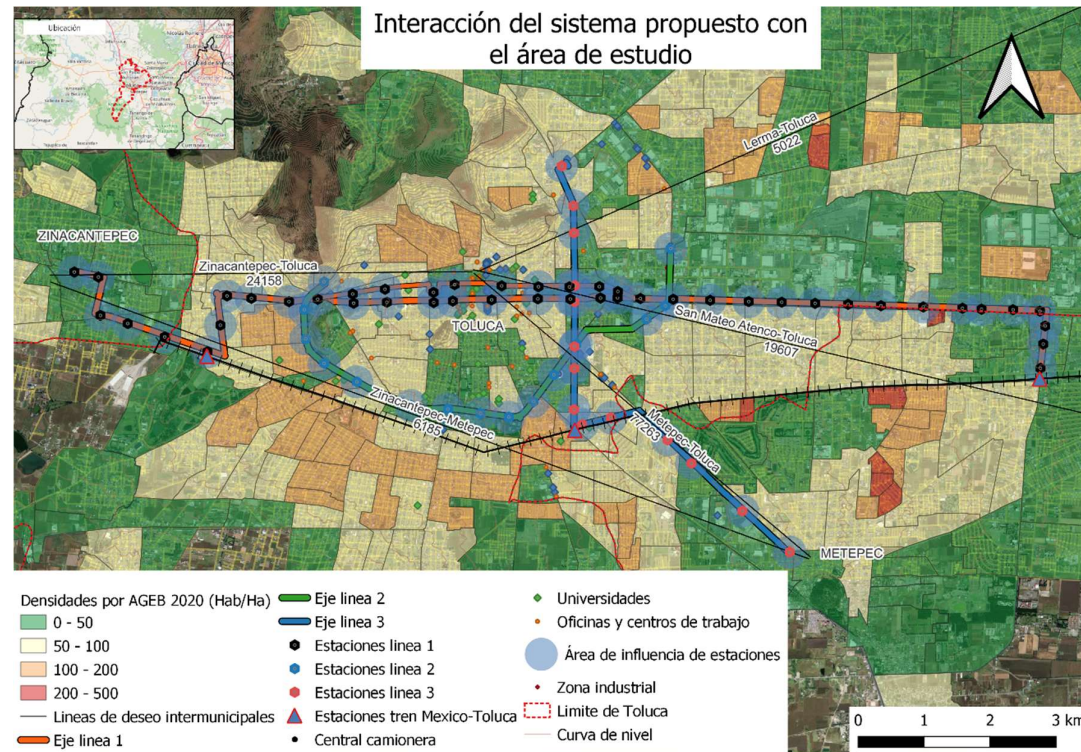 Interacción del sistema propuesto con
el área de estudio
Ubicación
Lerma-Toluca
5022
ZINACANTEPEC
Zinacantepec-Toluca
24158
TOLUCA
San Mateo Atenco-Toluca
19607
Zinacantepec-Metepec
6185
Metepec-Toluca
77263
METEPEC
Densidades por AGEB 2020 (Hab/Ha)
0 - 50
50 - 100
100 - 200
200 - 500
Lineas de deseo intermunicipales
Eje linea 1
Eje linea 2
Eje linea 3
Estaciones linea 1
Estaciones linea 2
Estaciones linea 3
Estaciones tren Mexico-Toluca
Central camionera
Universidades
Oficinas y centros de trabajo
Área de influencia de estaciones
Zona industrial
Limite de Toluca
Curva de nivel
0 1 2 3 km